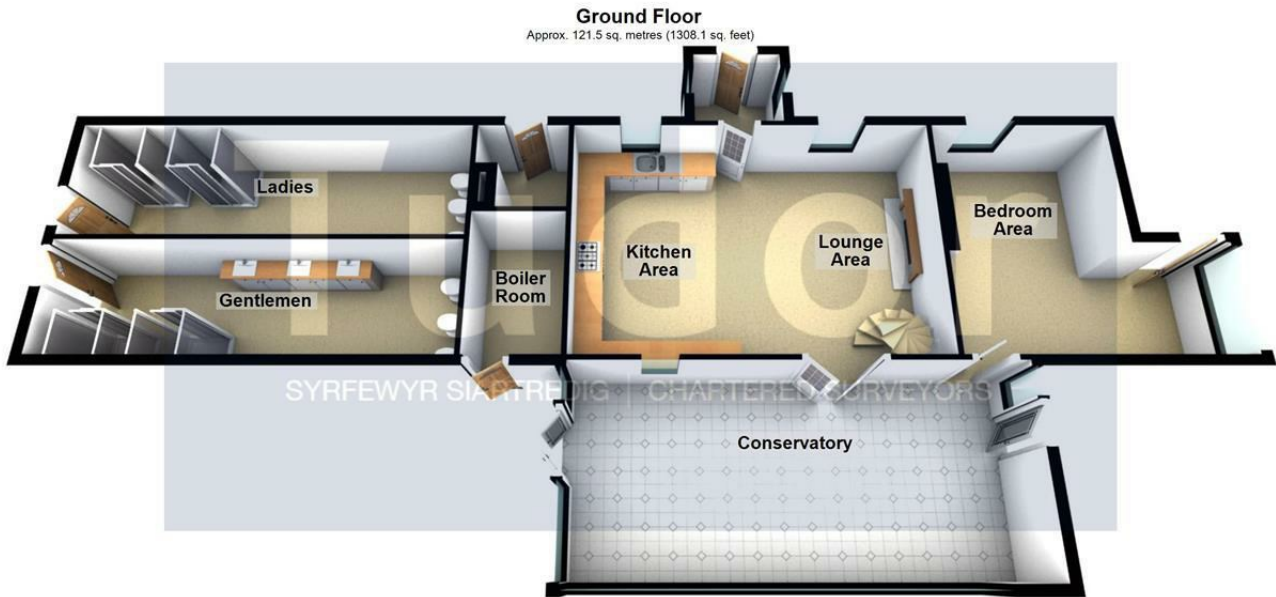 Ground Floor
Approx. 121.5 sq. metres (1308.1 sq. feet)
Ladies
Gentlemen
Boiler
Room
Kitchen
Area
Lounge
Area
Bedroom
Area
Tudor
SYRFEWYR SIARTREDIG | CHARTERED SURVEYORS
Conservatory